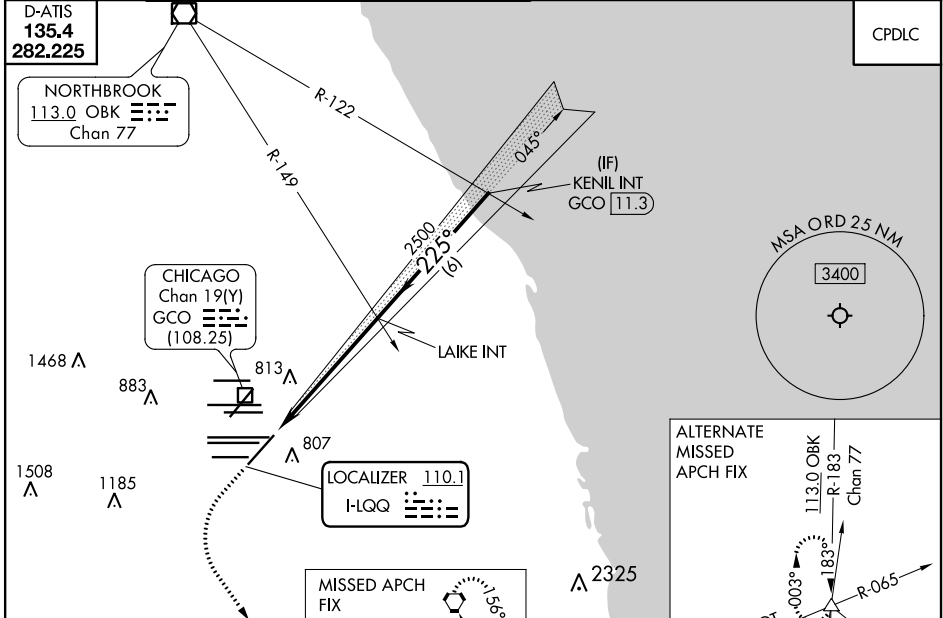 D-ATIS
135.4
282.225
CPDLC
NORTHBROOK
113.0 OBK
Chan 77
R-122
R-149
045°
(IF)
KENIL INT
GCO 11.3
2500
225°
(6)
MSA ORD 25 NM
3400
CHICAGO
Chan 19(Y)
GCO
(108.25)
LAIKE INT
1468
883
813
807
1508
1185
LOCALIZER 110.1
I-LQQ
2325
MISSED APCH
FIX
156°
ALTERNATE
MISSED
APCH FIX
113.0 OBK
R-183
Chan 77
003°
183°
R-065